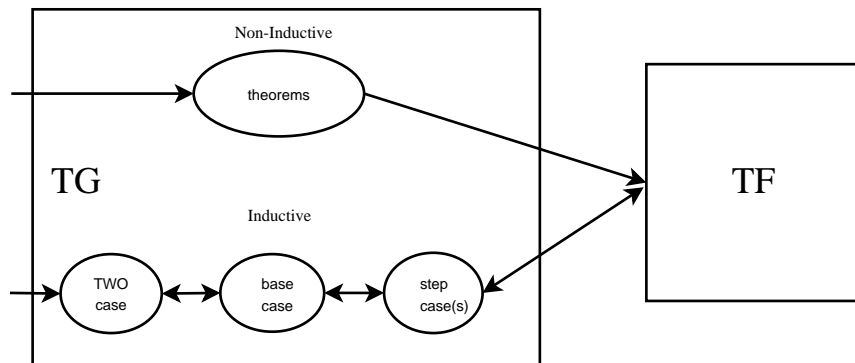 Non-Inductive
theorems
TG
TF
Inductive
TWO
case
base
case
step
case(s)